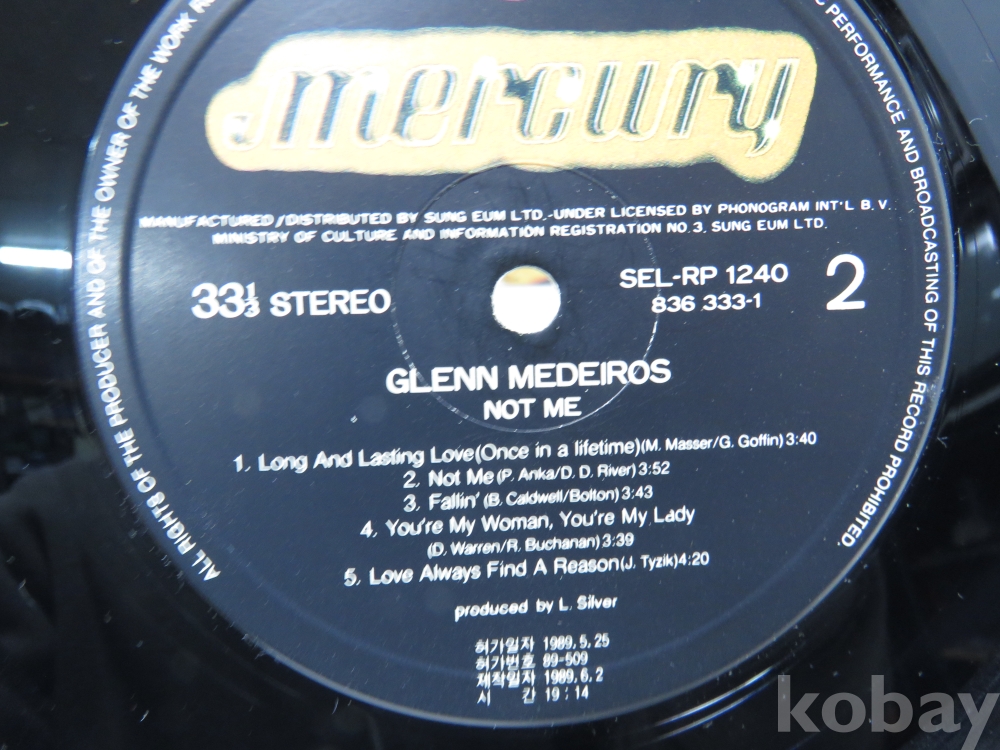 mercury
MANUFACTURED/DISTRIBUTED BY SUNG EUM LTD.-UNDER LICENSED BY PHONOGRAM INT'L B.V.
MINISTRY OF CULTURE AND INFORMATION REGISTRATION NO.3. SUNG EUM LTD.
33⅓ STEREO
SEL-RP 1240
836 333-1
2
GLENN MEDEIROS
NOT ME
1. Long And Lasting Love(Once in a lifetime)(M. Masser/G. Goffin)3:40
2. Not Me(P. Anka/D. D. River)3:52
3. Fallin'(B. Caldwell/Bolton)3:43
4. You're My Woman, You're My Lady
(D. Warren/R. Buchanan)3:39
5. Love Always Find A Reason(J. Tyzik)4:20
produced by L. Silver
허가일자 1989.5.25
허가번호 89-509
제작일자 1989.6.2
시 간 19:14
ALL RIGHTS OF THE PRODUCER AND OF THE OWNER OF THE WORK
PERFORMANCE AND BROADCASTING OF THIS RECORD PROHIBITED.
kobay